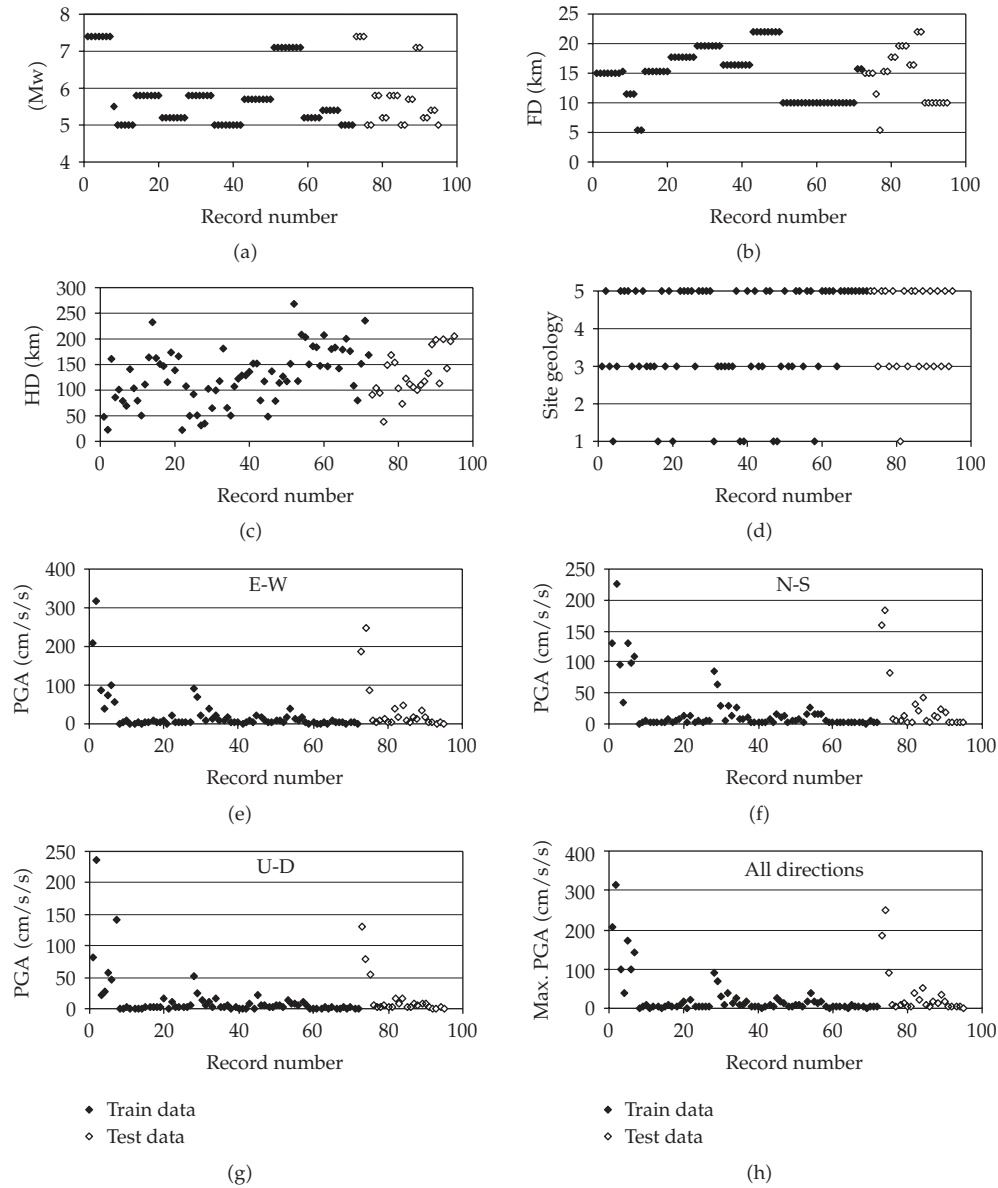 8
7
6
5
4
(Mw)
0
20
40
60
80
100
Record number
(a)
25
20
15
10
5
0
FD (km)
0
20
40
60
80
100
Record number
(b)
300
250
200
150
100
50
0
HD (km)
0
20
40
60
80
100
Record number
(c)
5
4
3
2
1
Site geology
0
20
40
60
80
100
Record number
(d)
E-W
400
300
200
100
0
PGA (cm/s/s)
0
20
40
60
80
100
Record number
(e)
N-S
250
200
150
100
50
0
PGA (cm/s/s)
0
20
40
60
80
100
Record number
(f)
U-D
250
200
150
100
50
0
PGA (cm/s/s)
0
20
40
60
80
100
Record number
Train data
Test data
(g)
All directions
400
300
200
100
0
Max. PGA (cm/s/s)
0
20
40
60
80
100
Record number
Train data
Test data
(h)